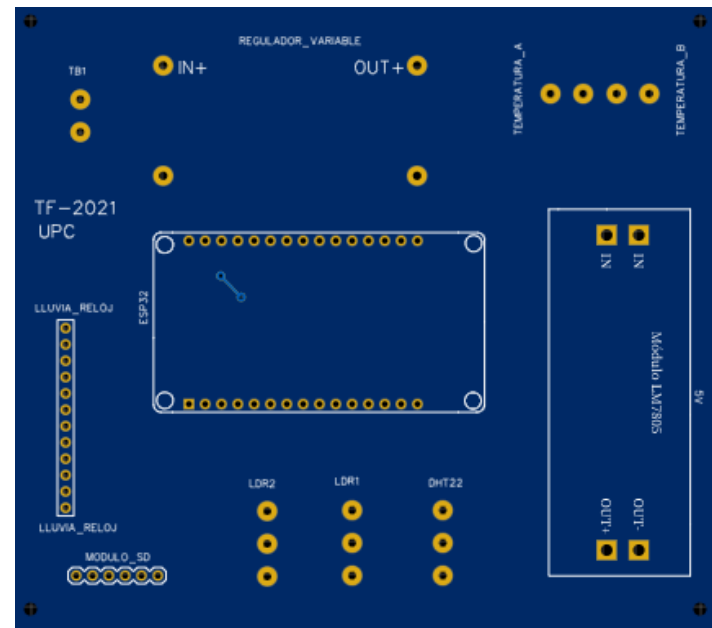 REGULADOR_VARIABLE
TB1
IN+
OUT+
TEMPERATURA_A
TEMPERATURA_B
TF-2021
UPC
ESP32
LLUVIA_RELOJ
IN
IN
Módulo LM7805
5V
LDR2
LDR1
DHT22
OUT+
OUT-
LLUVIA_RELOJ
MODULO_SD